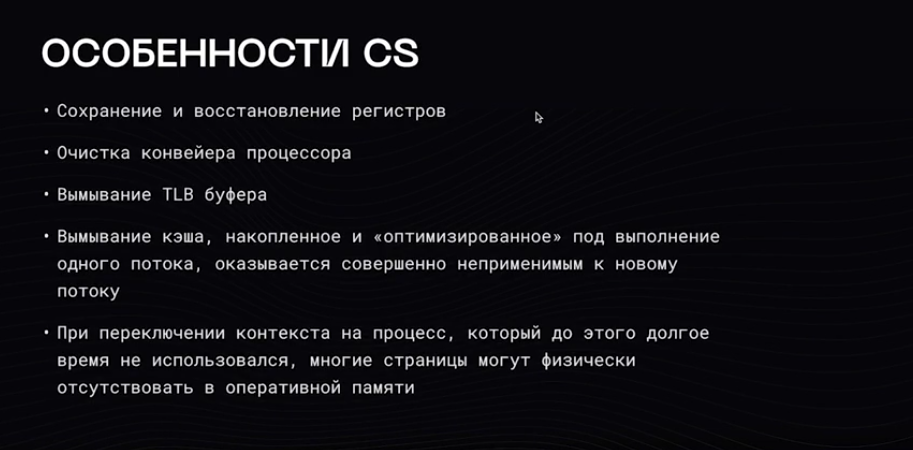 ОСОБЕННОСТИ CS
• Сохранение и восстановление регистров
• Очистка конвейера процессора
• Вымывание TLB буфера
• Вымывание кэша, накопленное и «оптимизированное» под выполнение
одного потока, оказывается совершенно неприменимым к новому
потоку
• При переключении контекста на процесс, который до этого долгое
время не использовался, многие страницы могут физически
отсутствовать в оперативной памяти